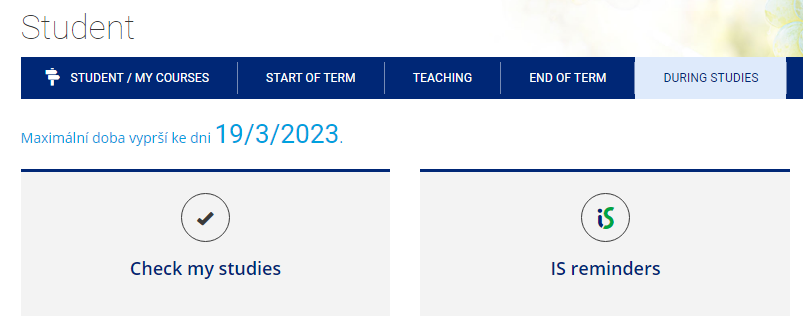 Student
STUDENT / MY COURSES START OF TERM TEACHING END OF TERM DURING STUDIES
Maximální doba vyprší ke dni 19/3/2023.
iS
Check my studies IS reminders